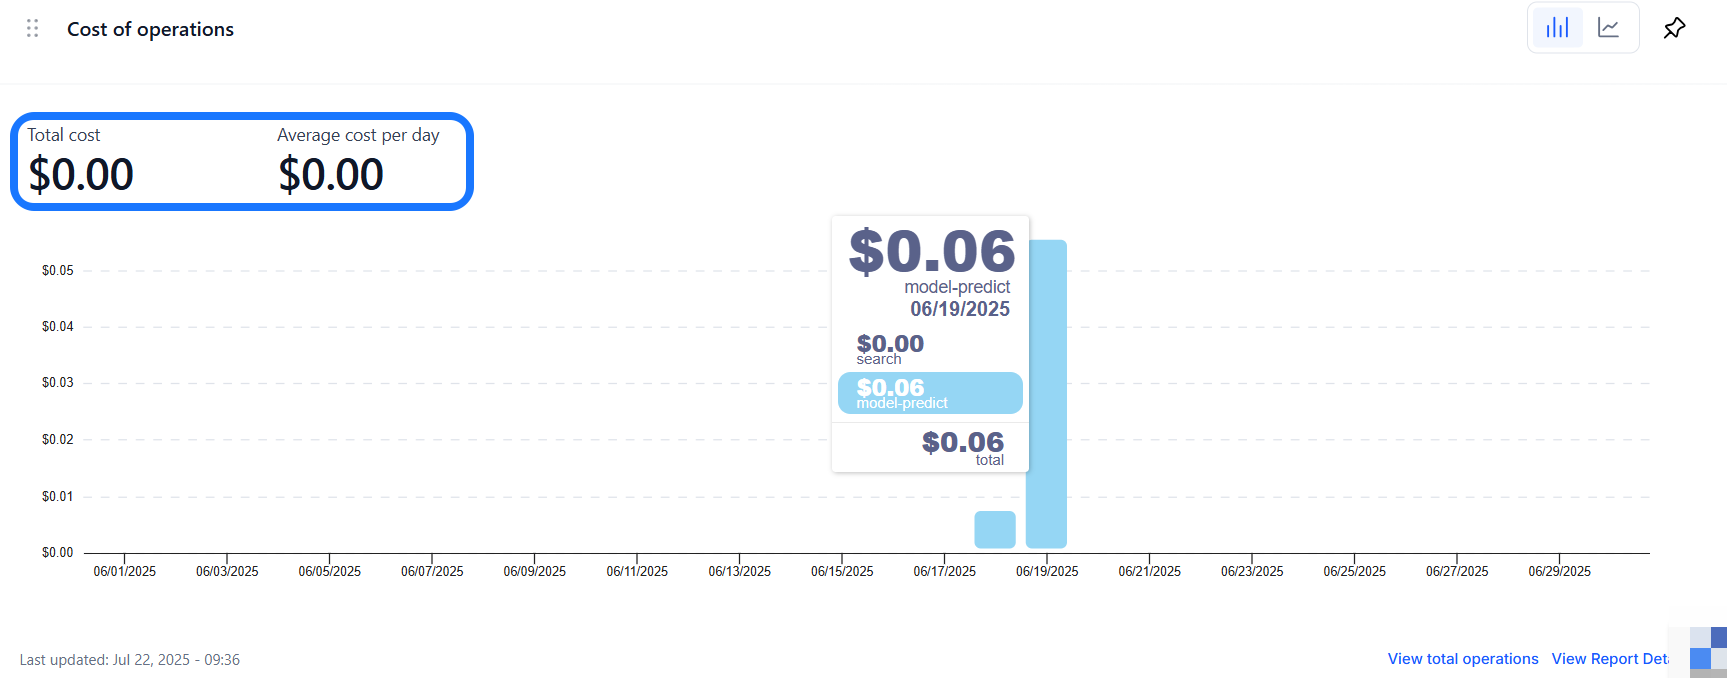 Cost of operations
Total cost Average cost per day
$0.00 $0.00
$0.06
model-predict
06/19/2025
$0.00
search
$0.06
model-predict
$0.06
total
$0.05
$0.04
$0.03
$0.02
$0.01
$0.00
06/01/2025 06/03/2025 06/05/2025 06/07/2025 06/09/2025 06/11/2025 06/13/2025 06/15/2025 06/17/2025 06/19/2025 06/21/2025 06/23/2025 06/25/2025 06/27/2025 06/29/2025
Last updated: Jul 22, 2025 - 09:36 View total operations View Report